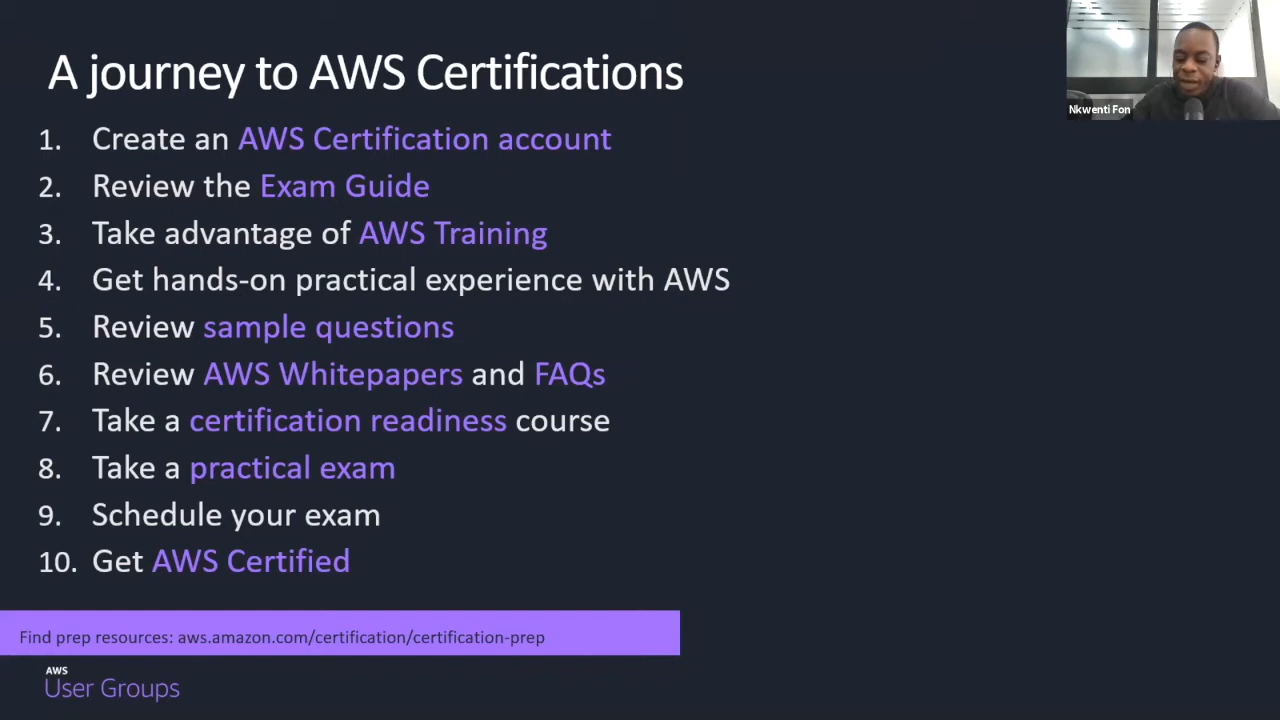 A journey to AWS Certifications
Nkwenti Fon
1. Create an AWS Certification account
2. Review the Exam Guide
3. Take advantage of AWS Training
4. Get hands-on practical experience with AWS
5. Review sample questions
6. Review AWS Whitepapers and FAQs
7. Take a certification readiness course
8. Take a practical exam
9. Schedule your exam
10. Get AWS Certified
Find prep resources: aws.amazon.com/certification/certification-prep
AWS
User Groups